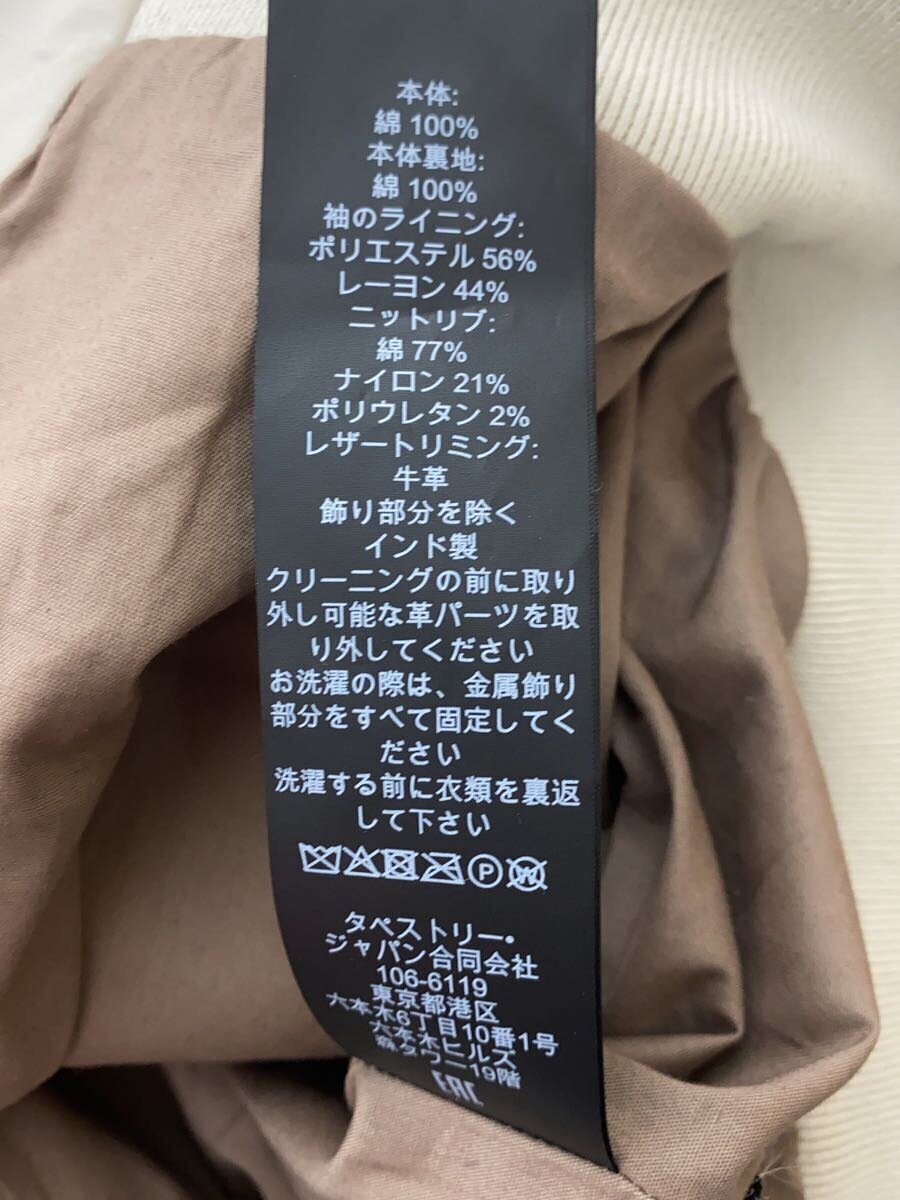 本体:
綿 100%
本体裏地:
綿 100%
袖のライニング:
ポリエステル 56%
レーヨン 44%
ニットリブ:
綿 77%
ナイロン 21%
ポリウレタン 2%
レザートリミング:
牛革
飾り部分を除く
インド製
クリーニングの前に取り
外し可能な革パーツを取
り外してください
お洗濯の際は、金属飾り
部分をすべて固定してく
ださい
洗濯する前に衣類を裏返
して下さい
P W
タペストリー・
ジャパン合同会社
106-6119
東京都港区
六本木6丁目10番1号
六本木ヒルズ
森タワー19階
EAC